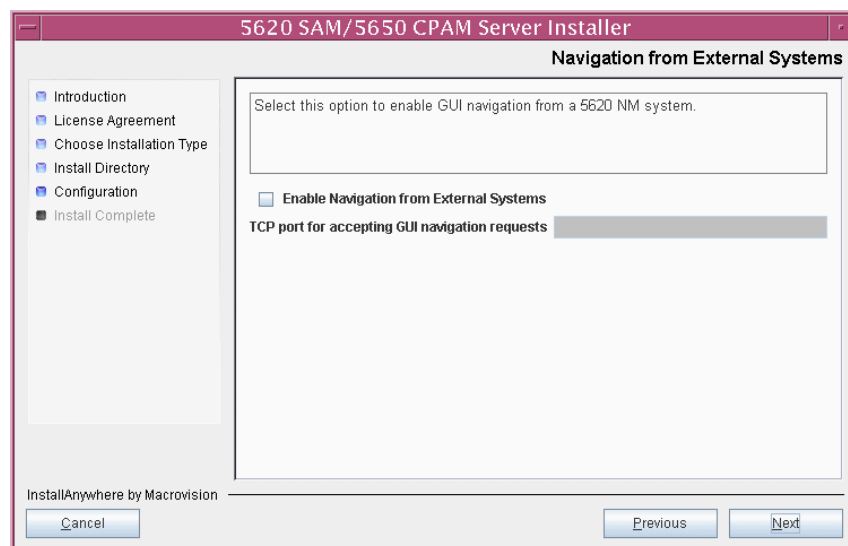 5620 SAM/5650 CPAM Server Installer
Navigation from External Systems
Introduction
License Agreement
Choose Installation Type
Install Directory
Configuration
Install Complete
Select this option to enable GUI navigation from a 5620 NM system.
Enable Navigation from External Systems
TCP port for accepting GUI navigation requests
InstallAnywhere by Macrovision
Cancel
Previous
Next